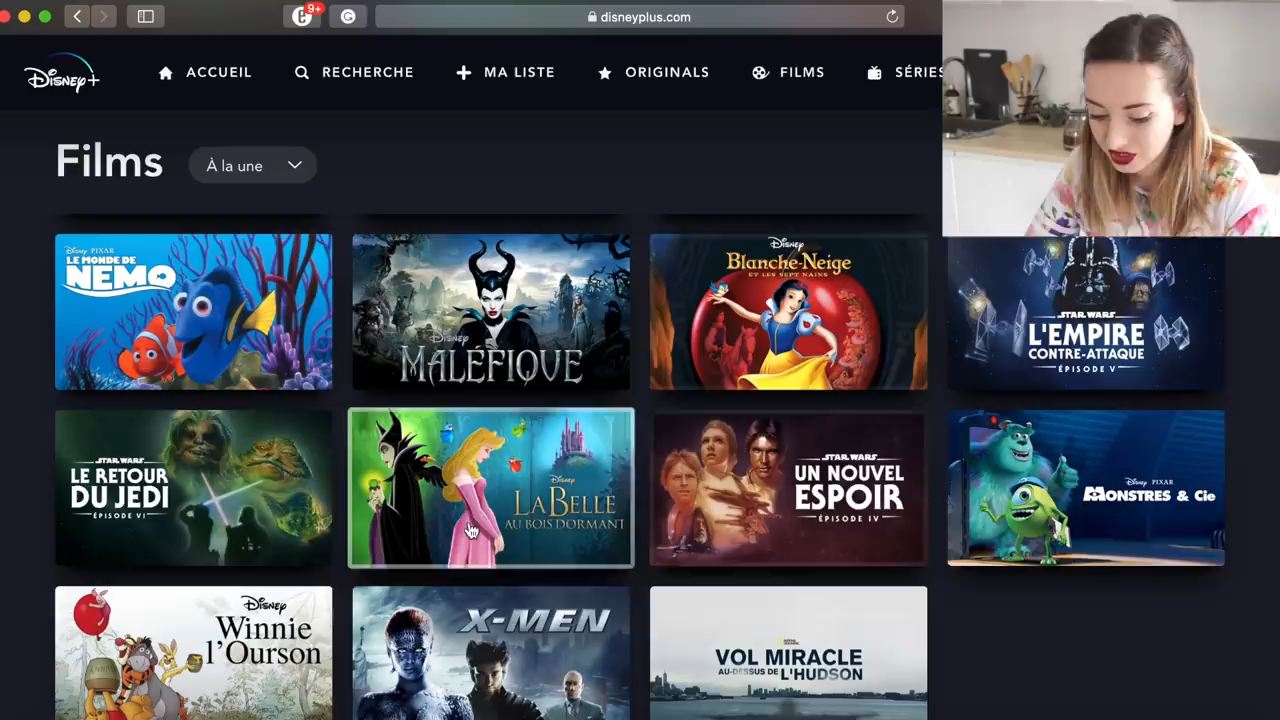 9+
disneyplus.com
Disney+
ACCUEIL
RECHERCHE
MA LISTE
ORIGINALS
FILMS
SÉRIES
Films
À la une
Disney PIXAR
LE MONDE DE
NEMO
Disney
MALÉFIQUE
Disney
Blanche-Neige
ET LES SEPT NAINS
STAR WARS
L'EMPIRE
CONTRE-ATTAQUE
ÉPISODE V
STAR WARS
LE RETOUR
DU JEDI
ÉPISODE VI
Disney
LA BELLE
AU BOIS DORMANT
STAR WARS
UN NOUVEL
ESPOIR
ÉPISODE IV
Disney PIXAR
MONSTRES & Cie
Disney
Winnie
l'Ourson
X-MEN
NATIONAL GEOGRAPHIC
VOL MIRACLE
AU-DESSUS DE L'HUDSON